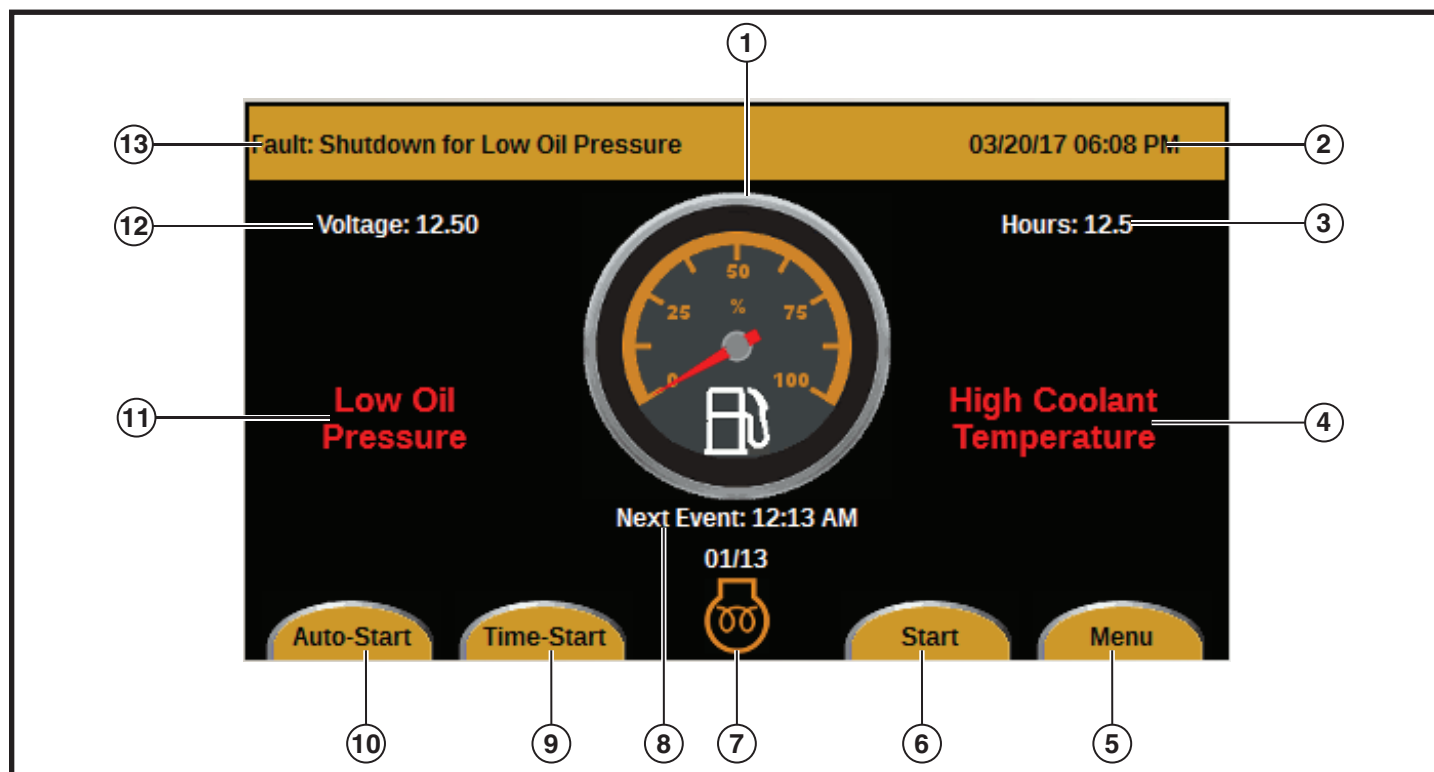 1
13 Fault: Shutdown for Low Oil Pressure 03/20/17 06:08 PM 2
12 Voltage: 12.50 Hours: 12.5 3
50
25 % 75
0 100
11 Low Oil
Pressure
High Coolant
Temperature 4
Next Event: 12:13 AM
01/13
Auto-Start Time-Start Start Menu
10 9 8 7 6 5